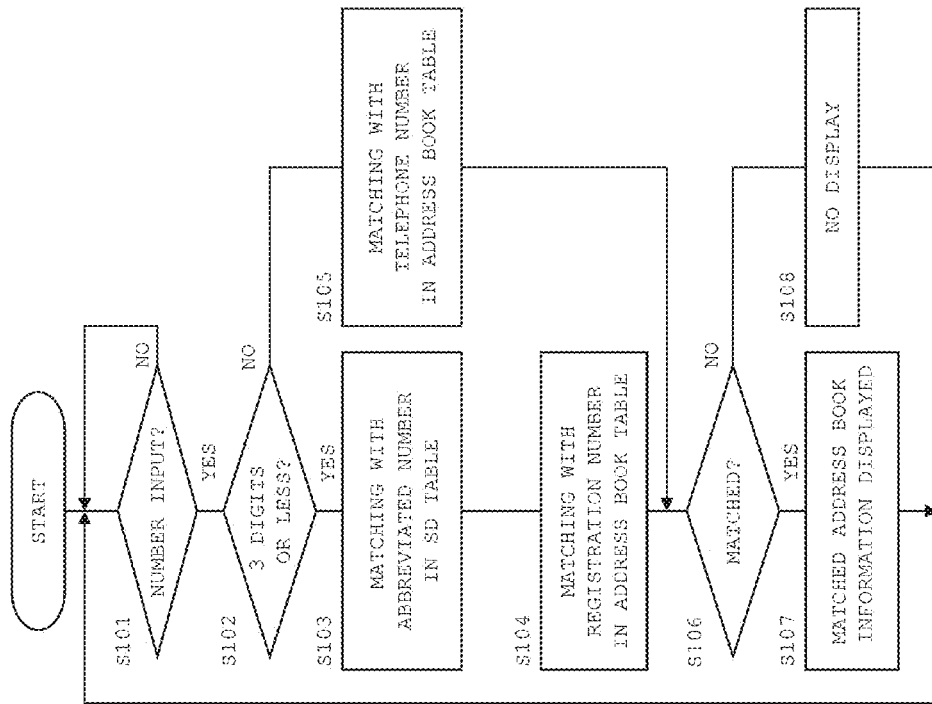 START
S101
NUMBER INPUT?
NO
YES
S102
3 DIGITS
OR LESS?
NO
YES
S103
MATCHING WITH
ABBREVIATED NUMBER
IN SD TABLE
S105
MATCHING WITH
TELEPHONE NUMBER
IN ADDRESS BOOK TABLE
S104
MATCHING WITH
REGISTRATION NUMBER
IN ADDRESS BOOK TABLE
S106
MATCHED?
NO
YES
S107
MATCHED ADDRESS BOOK
INFORMATION DISPLAYED
S108
NO DISPLAY